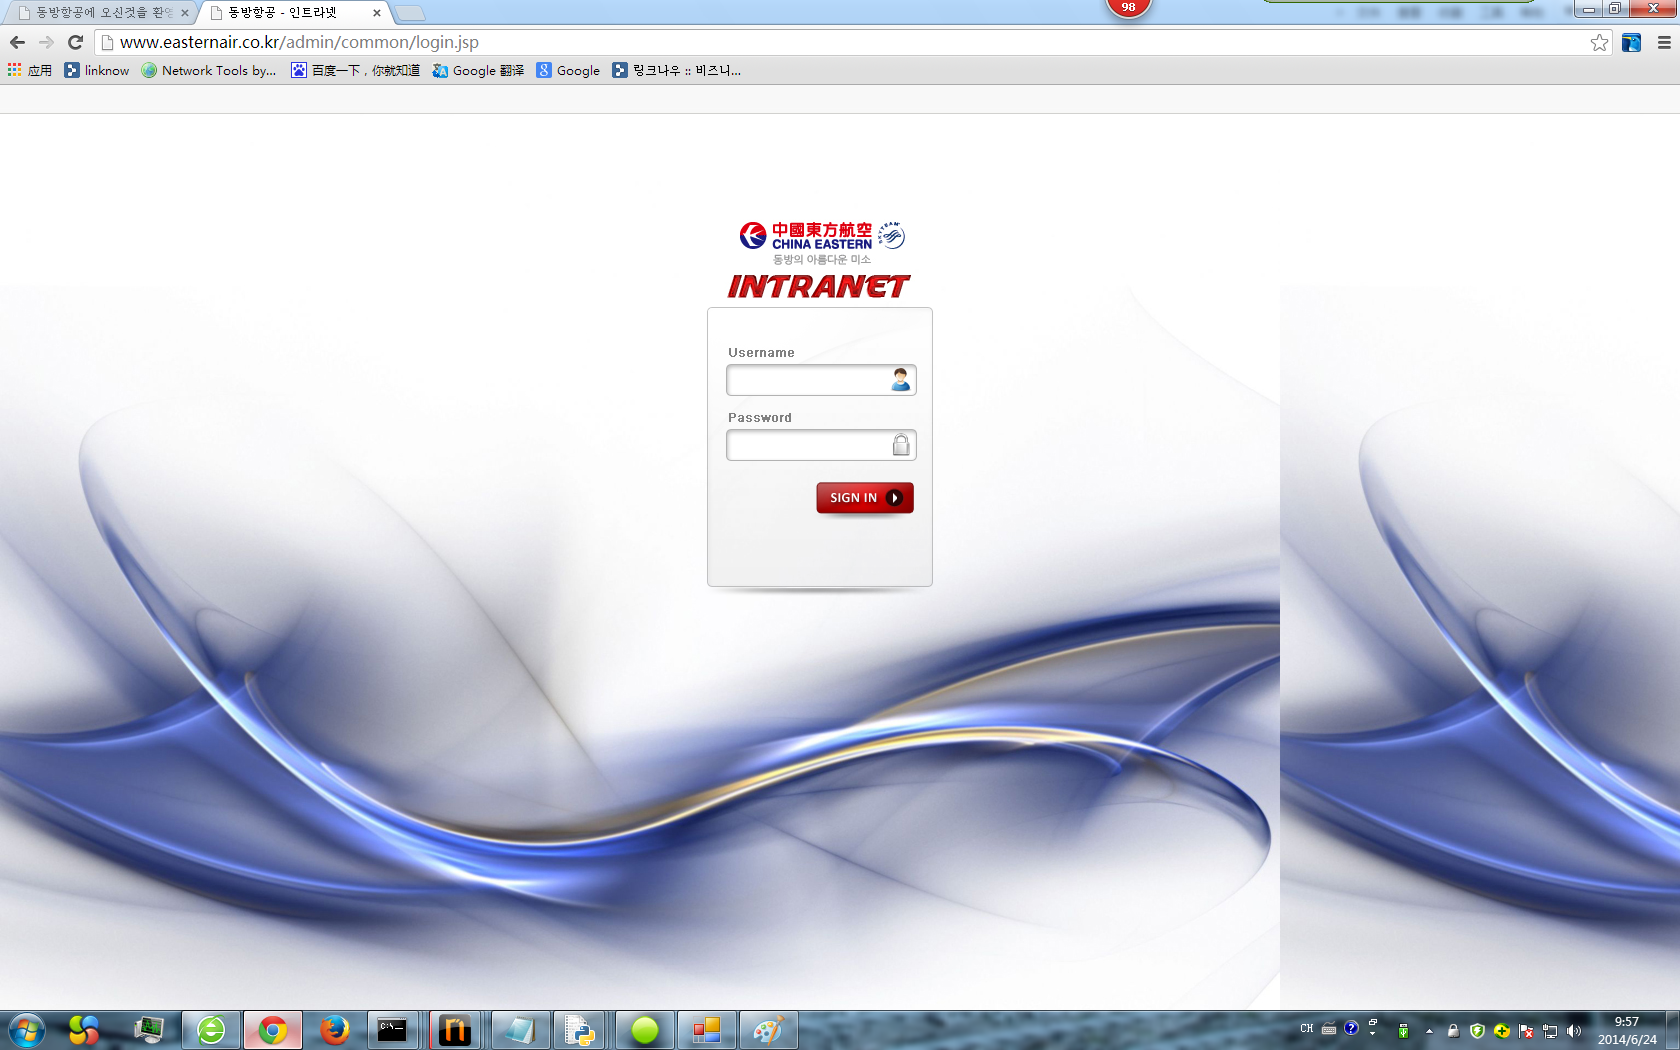 동방항공에 오신것을 환영
동방항공 - 인트라넷
98
www.easternair.co.kr/admin/common/login.jsp
应用
linknow
Network Tools by...
百度一下，你就知道
Google 翻译
Google
링크나우 :: 비즈니...
中國東方航空
CHINA EASTERN
SKYTEAM
동방의 아름다운 미소
INTRANET
Username
Password
SIGN IN
C:\._
CH
9:57
2014/6/24